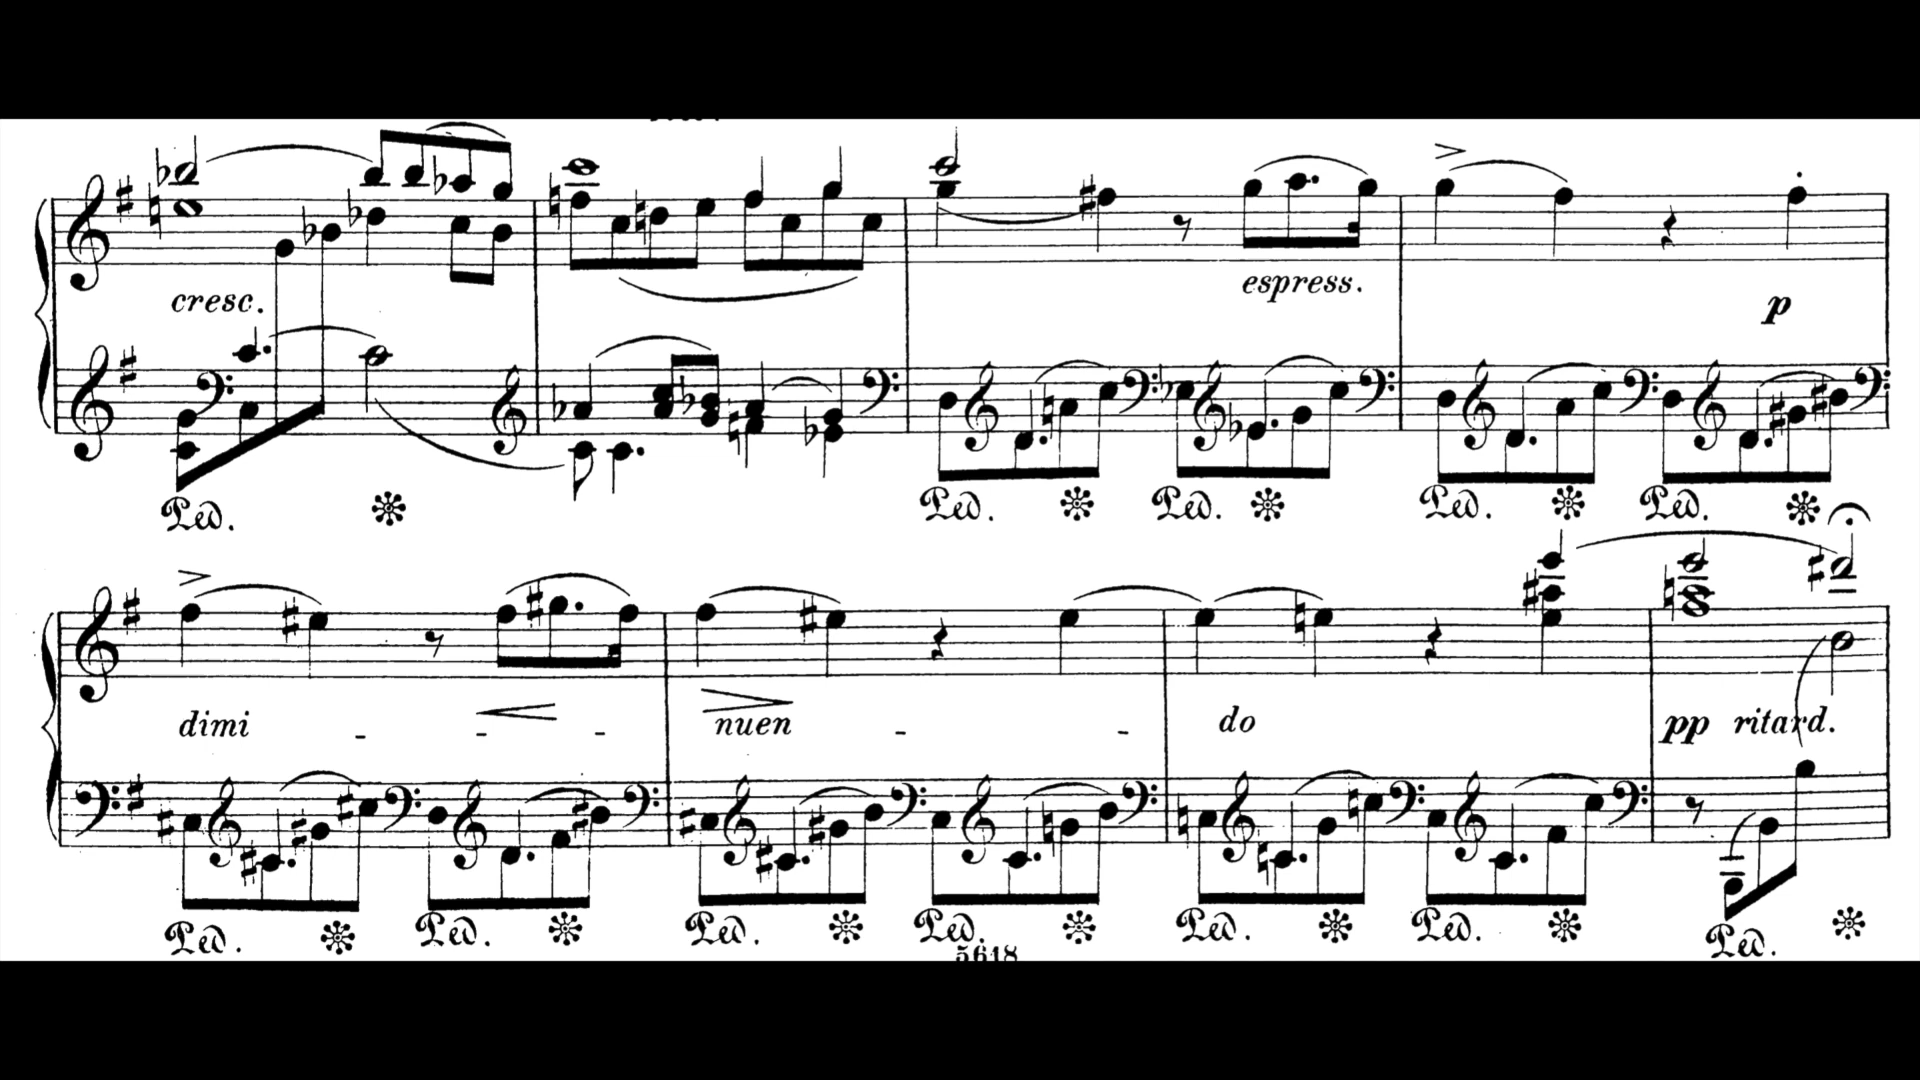 cresc.
espress.
p
Ped. Ped. Ped. Ped. Ped.
dimi - - - nuen - - do pp ritard.
Ped. Ped. Ped. Ped. Ped. Ped. Ped.
5618